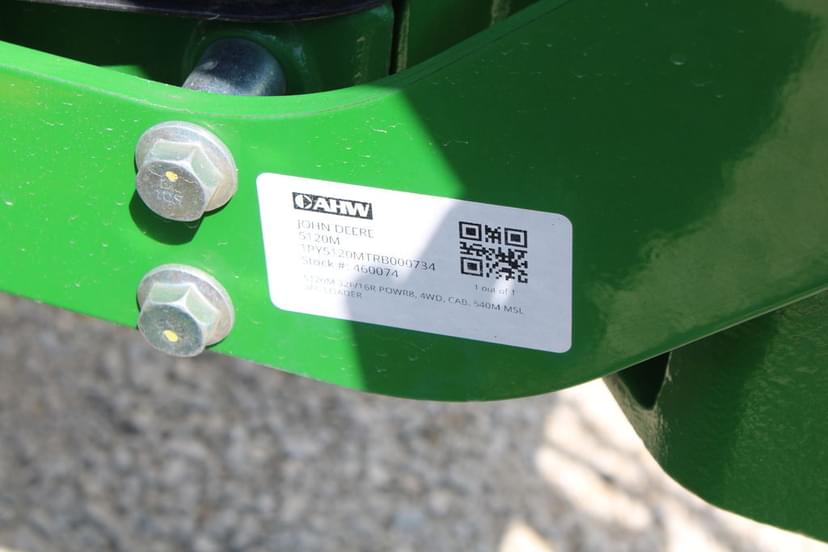 AHW
JOHN DEERE
5120M
1PY5120MTRB000734
Stock #: 460074
5120M 32F/16R POWR8, 4WD, CAB, 540M MSL
LOADER
1 out of 1